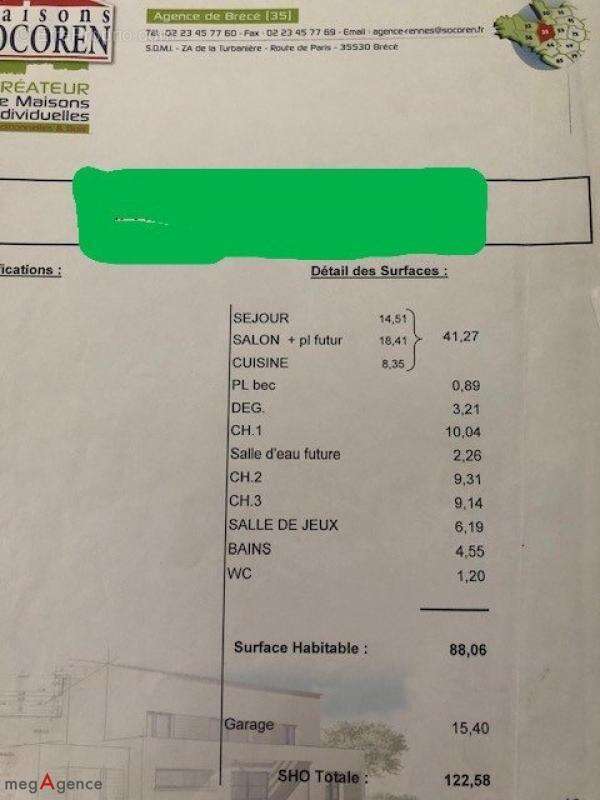 aisons
OCOREN
RÉATEUR
e Maisons
dividuelles
Agence de Brécé [35]
Tél : 02 23 45 77 60 - Fax : 02 23 45 77 69 - Email : agence-rennes@socoren.fr
S.O.M.I. - ZA de la Turbanière - Route de Paris - 35530 Brécé
ications :
Détail des Surfaces :
SEJOUR 14,51
SALON + pl futur 18,41 41,27
CUISINE 8,35
PL bec 0,89
DEG. 3,21
CH.1 10,04
Salle d'eau future 2,26
CH.2 9,31
CH.3 9,14
SALLE DE JEUX 6,19
BAINS 4,55
WC 1,20
Surface Habitable : 88,06
Garage 15,40
SHO Totale : 122,58
megAgence